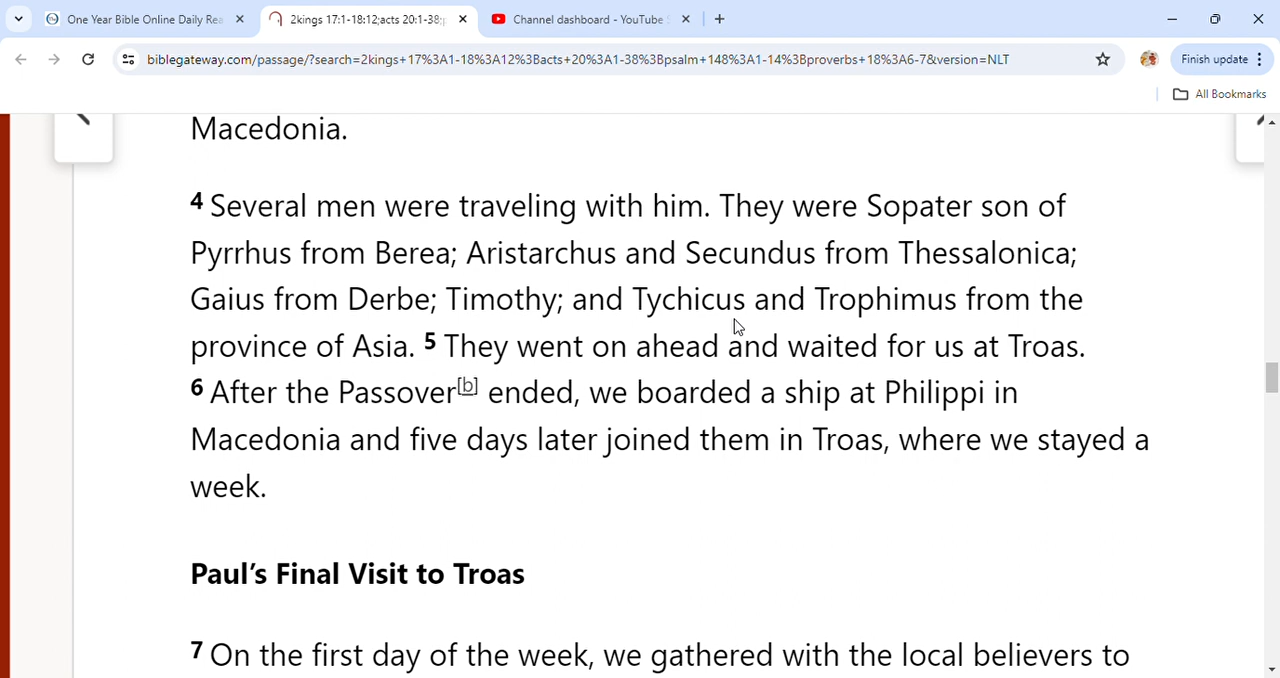 One Year Bible Online Daily Rea
2kings 17:1-18:12;acts 20:1-38;p
Channel dashboard - YouTube S
biblegateway.com/passage/?search=2kings+17%3A1-18%3A12%3Bacts+20%3A1-38%3Bpsalm+148%3A1-14%3Bproverbs+18%3A6-7&version=NLT
Finish update
All Bookmarks
Macedonia.
4 Several men were traveling with him. They were Sopater son of
Pyrrhus from Berea; Aristarchus and Secundus from Thessalonica;
Gaius from Derbe; Timothy; and Tychicus and Trophimus from the
province of Asia. 5 They went on ahead and waited for us at Troas.
6 After the Passover[b] ended, we boarded a ship at Philippi in
Macedonia and five days later joined them in Troas, where we stayed a
week.
Paul’s Final Visit to Troas
7 On the first day of the week, we gathered with the local believers to